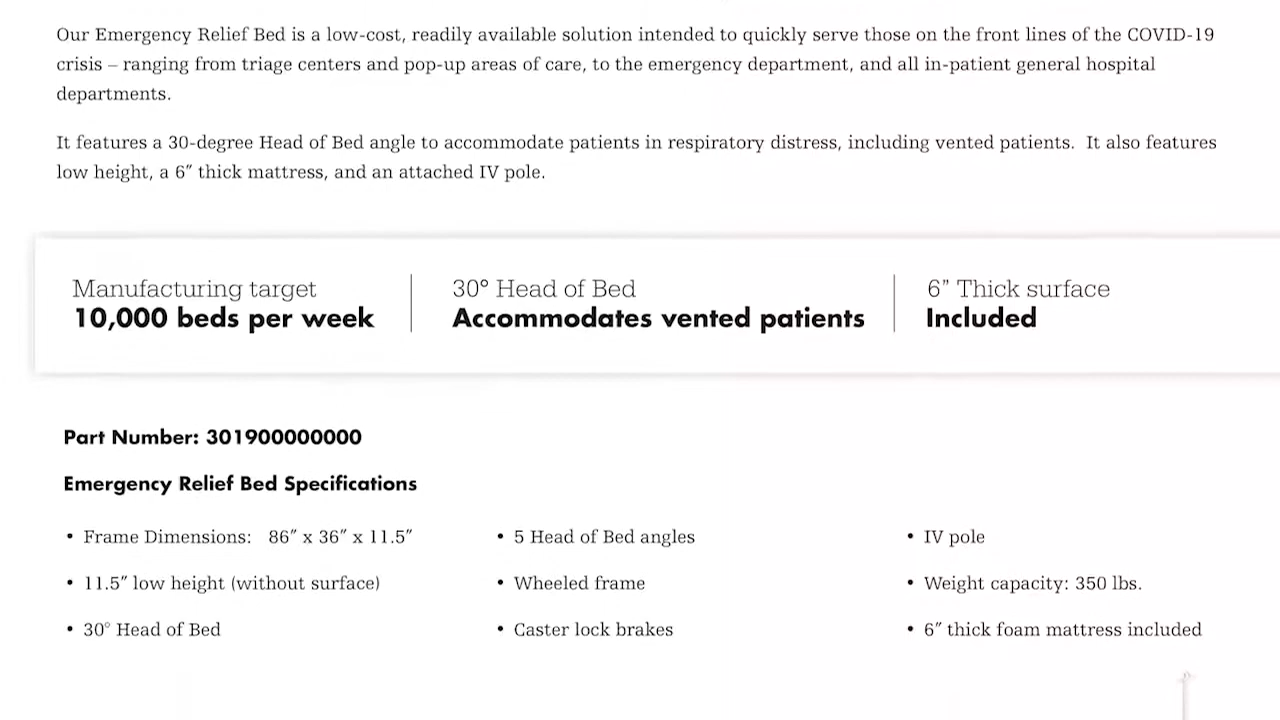 Our Emergency Relief Bed is a low-cost, readily available solution intended to quickly serve those on the front lines of the COVID-19
crisis – ranging from triage centers and pop-up areas of care, to the emergency department, and all in-patient general hospital
departments.
It features a 30-degree Head of Bed angle to accommodate patients in respiratory distress, including vented patients.  It also features
low height, a 6″ thick mattress, and an attached IV pole.
Manufacturing target
10,000 beds per week
30° Head of Bed
Accommodates vented patients
6” Thick surface
Included
Part Number: 301900000000
Emergency Relief Bed Specifications
• Frame Dimensions:   86″ x 36″ x 11.5″
• 11.5″ low height (without surface)
• 30° Head of Bed
• 5 Head of Bed angles
• Wheeled frame
• Caster lock brakes
• IV pole
• Weight capacity: 350 lbs.
• 6″ thick foam mattress included